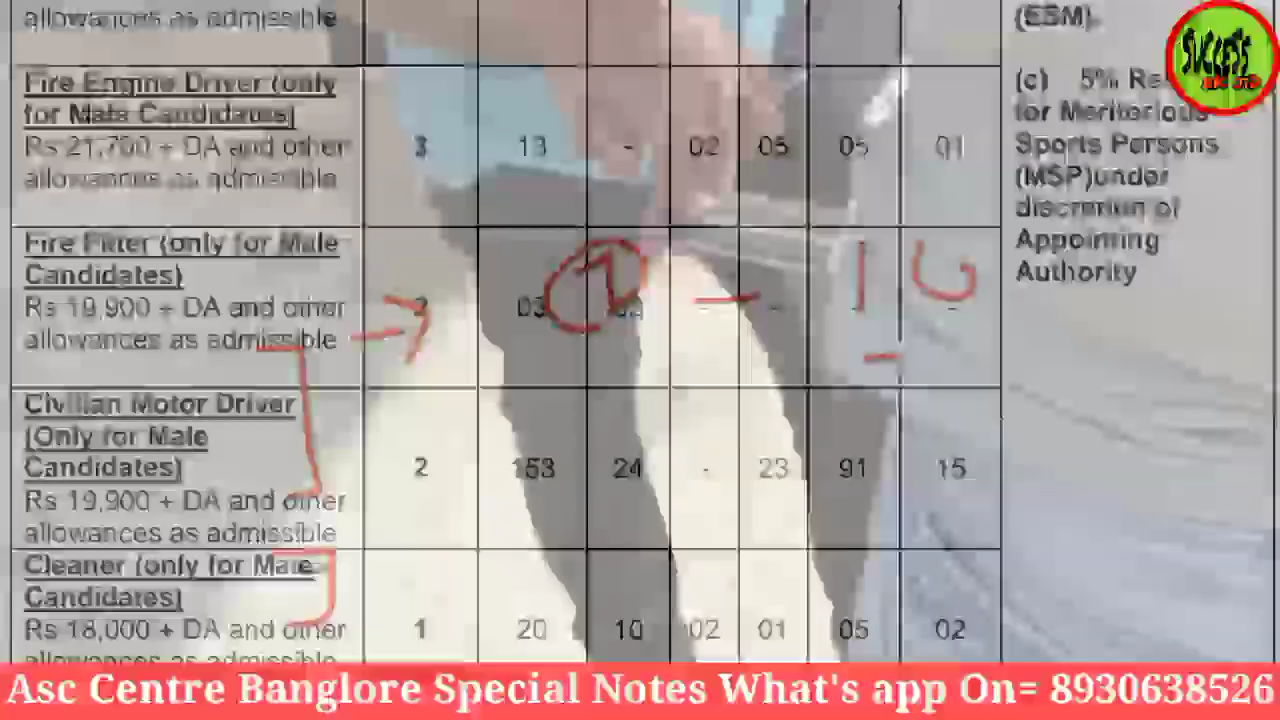 allowances as admissible
(ESM).
SUCCESS
Fire Engine Driver (only for Male Candidates)
Rs 21,700 + DA and other allowances as admissible
3 13 - 02 05 05 01
(c) 5% Re
for Meritorious
Sports Persons
(MSP)under
discretion of
Appointing
Authority
Fire Fitter (only for Male
Candidates)
Rs 19,900 + DA and other
allowances as admissible
2 03 - - -
Civilian Motor Driver
(Only for Male
Candidates)
Rs 19,900 + DA and other
allowances as admissible
2 153 24 - 23 91 15
Cleaner (only for Male
Candidates)
Rs 18,000 + DA and other
allowances as admissible
1 20 10 02 01 05 02
Asc Centre Banglore Special Notes What's app On= 8930638526